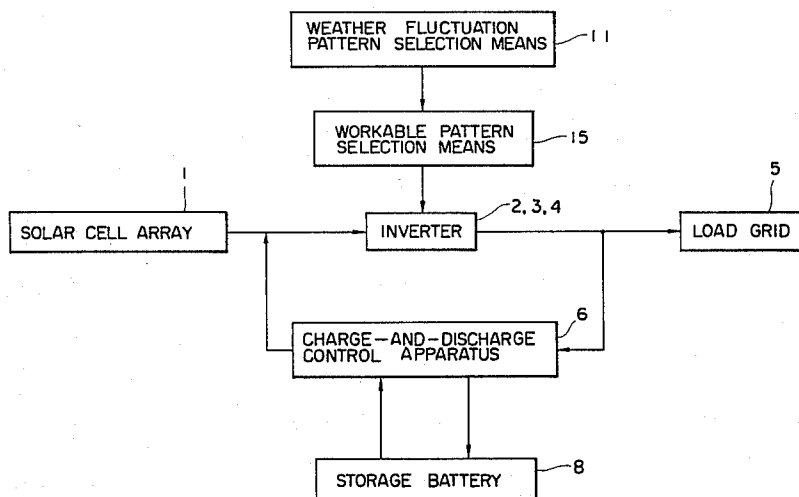 WEATHER FLUCTUATION
PATTERN SELECTION MEANS
11
WORKABLE PATTERN
SELECTION MEANS
15
1
SOLAR CELL ARRAY
2, 3, 4
INVERTER
5
LOAD GRID
6
CHARGE-AND-DISCHARGE
CONTROL APPARATUS
STORAGE BATTERY
8